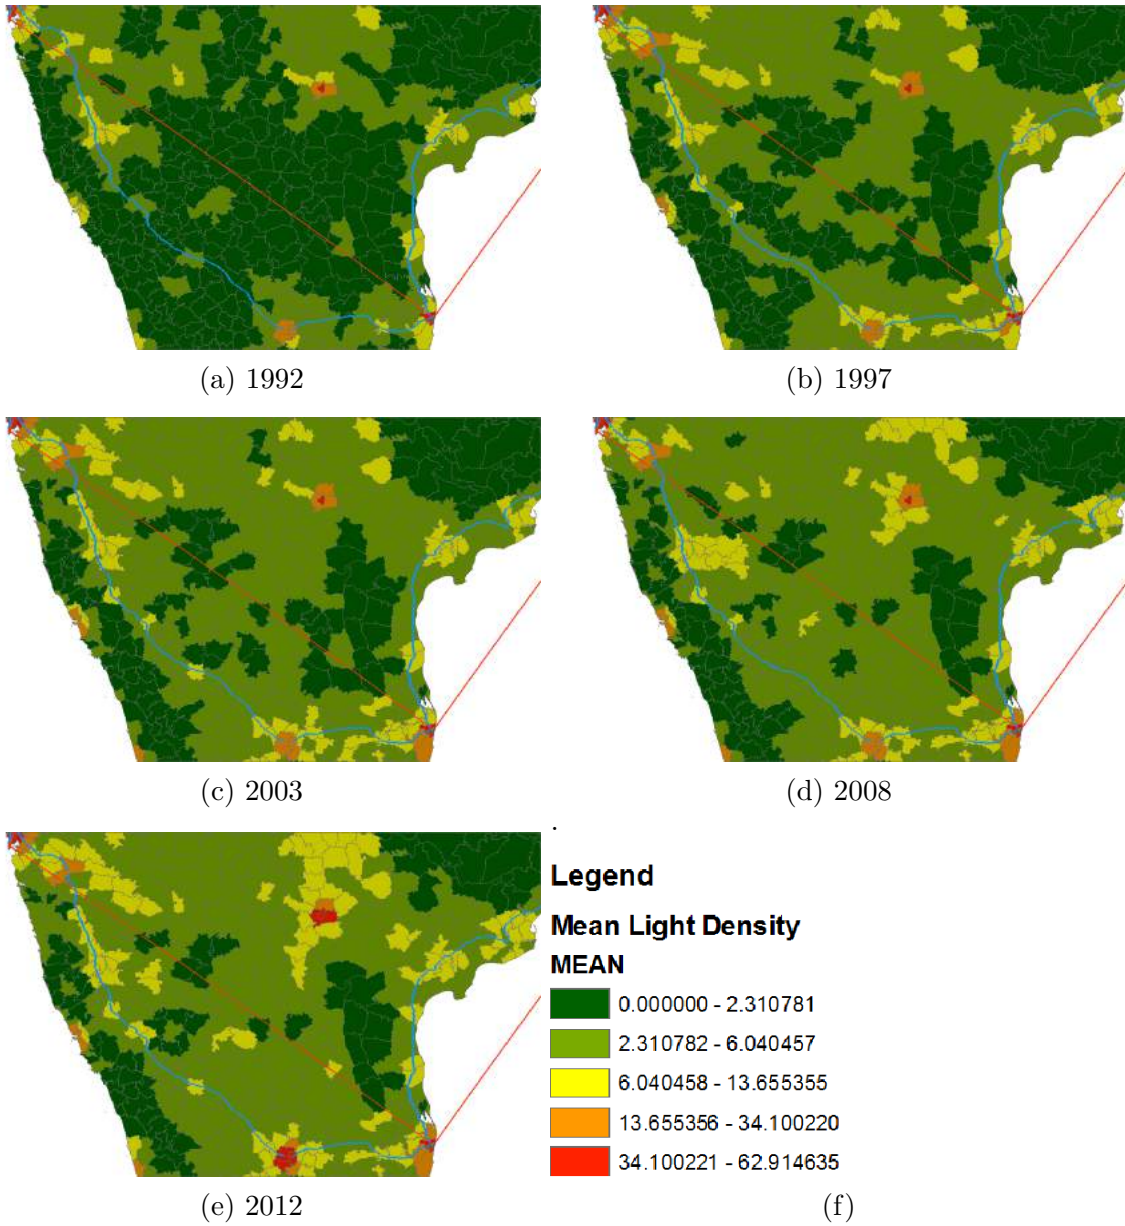 (a) 1992
(b) 1997
(c) 2003
(d) 2008
.
Legend
Mean Light Density
MEAN
0.000000 - 2.310781
2.310782 - 6.040457
6.040458 - 13.655355
13.655356 - 34.100220
34.100221 - 62.914635
(e) 2012
(f)